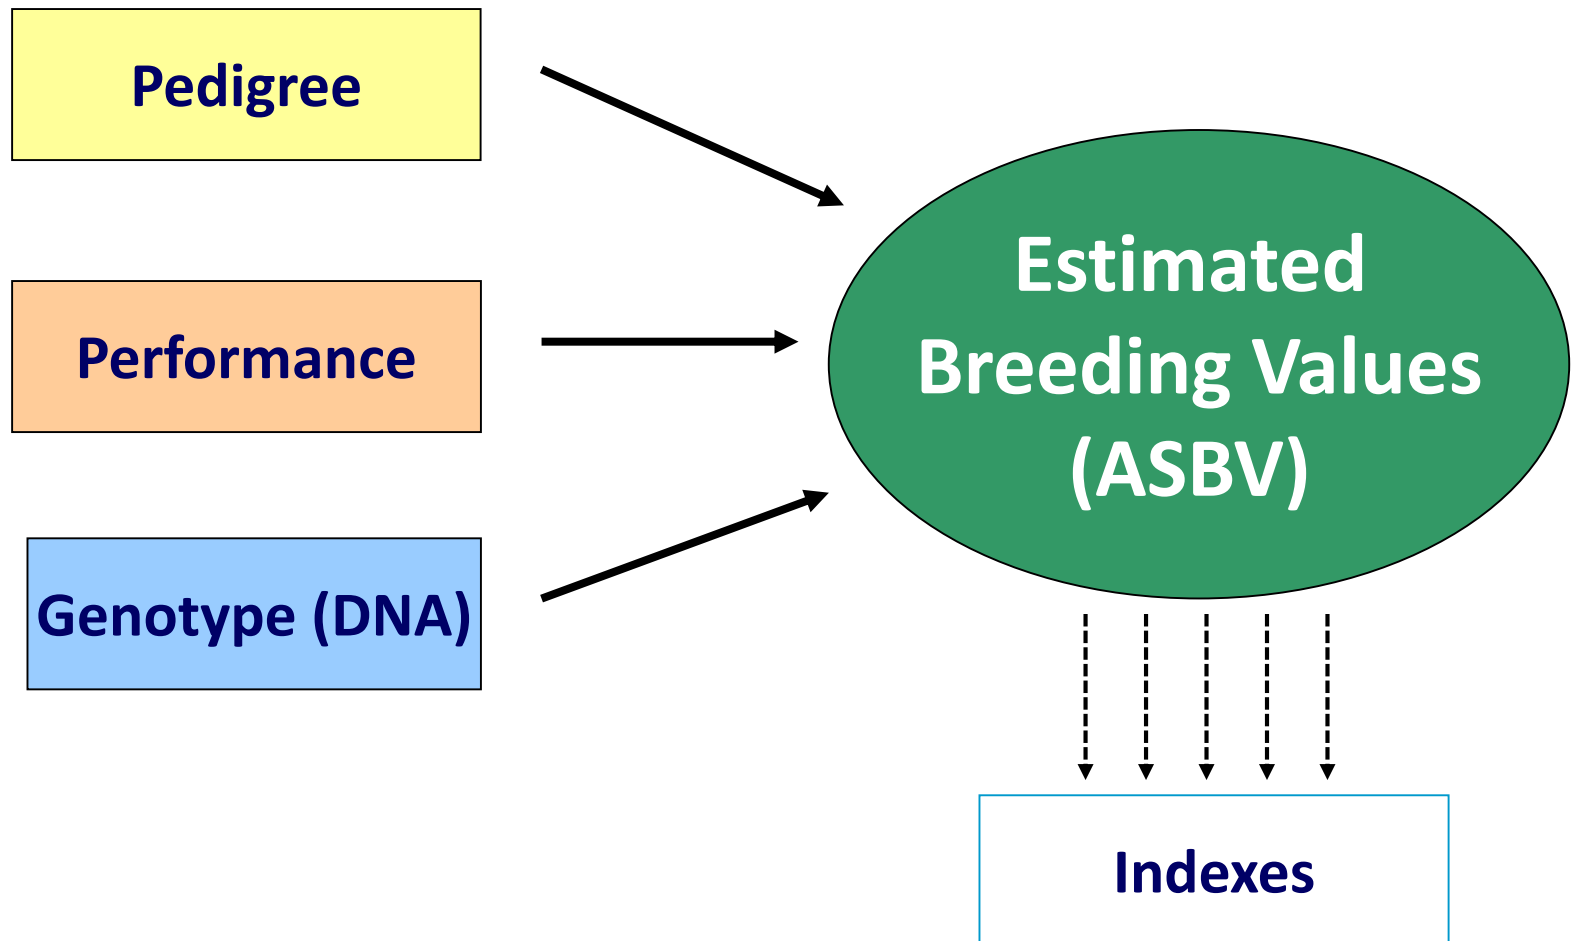 Pedigree
Performance
Genotype (DNA)
Estimated
Breeding Values
(ASBV)
Indexes